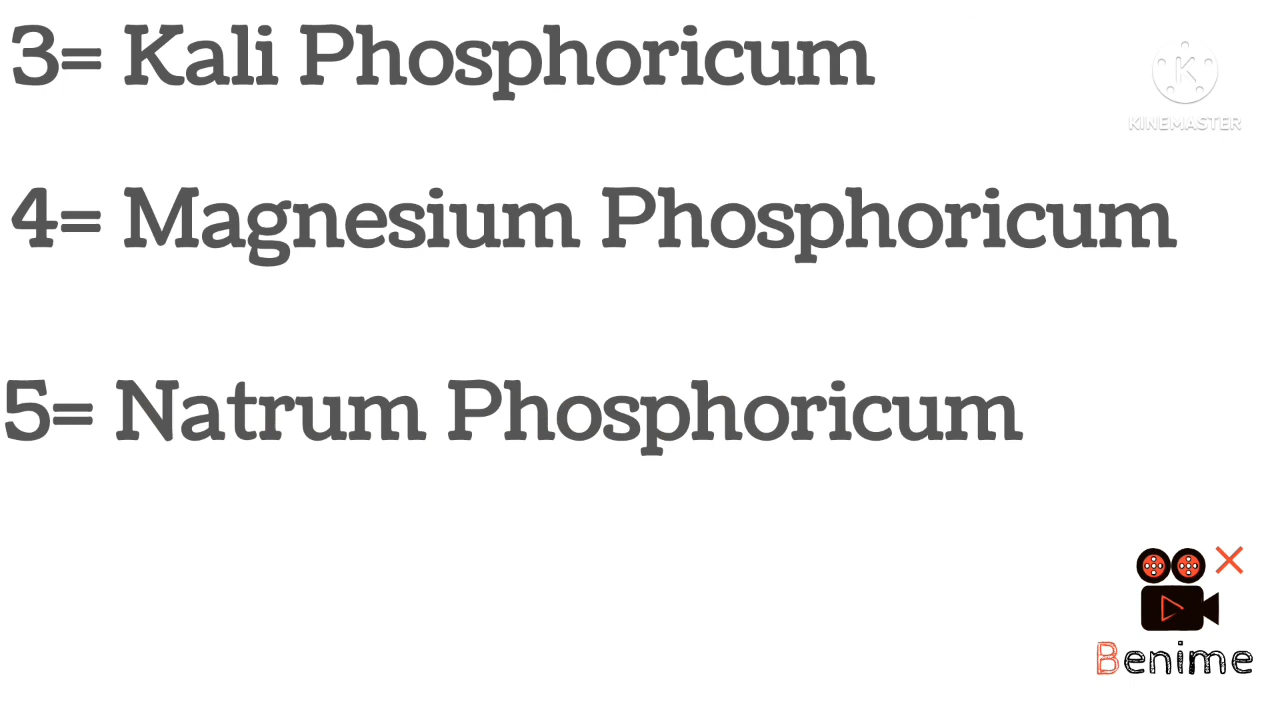 3= Kali Phosphoricum
KINEMASTER
4= Magnesium Phosphoricum
5= Natrum Phosphoricum
Benime